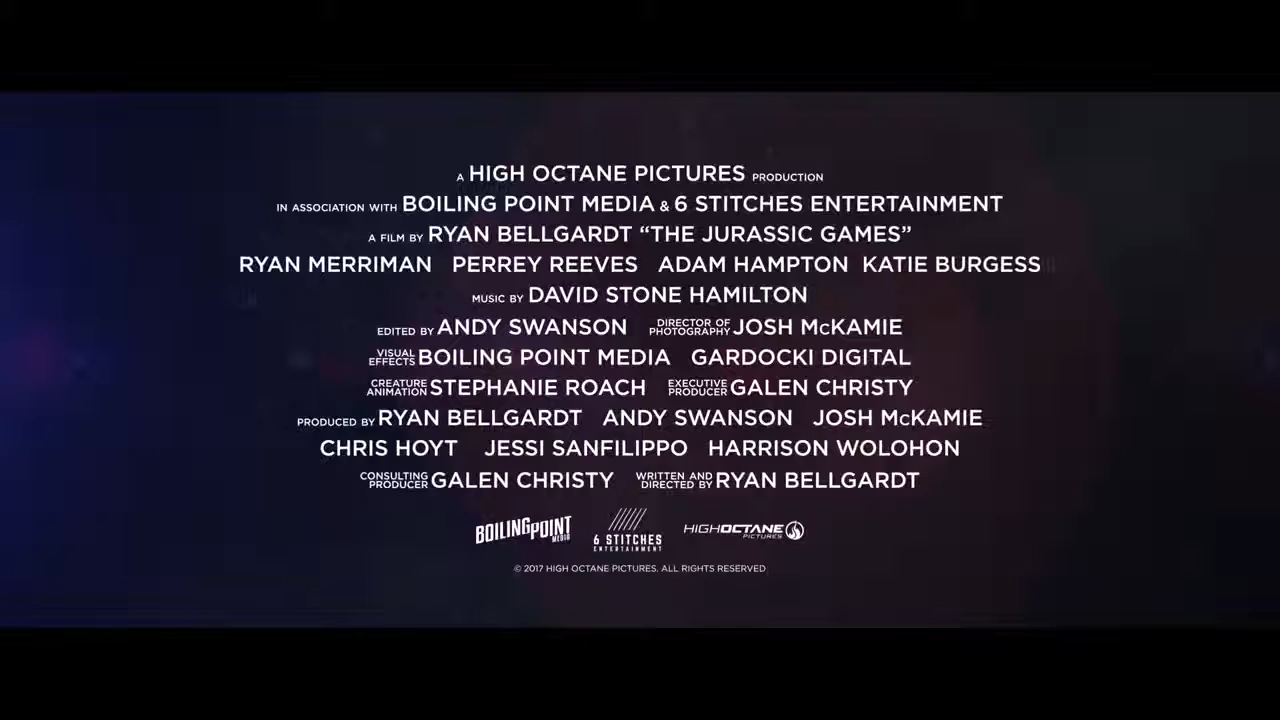 A HIGH OCTANE PICTURES PRODUCTION
IN ASSOCIATION WITH BOILING POINT MEDIA & 6 STITCHES ENTERTAINMENT
A FILM BY RYAN BELLGARDT “THE JURASSIC GAMES”
RYAN MERRIMAN PERREY REEVES ADAM HAMPTON KATIE BURGESS
MUSIC BY DAVID STONE HAMILTON
EDITED BY ANDY SWANSON DIRECTOR OF PHOTOGRAPHY JOSH McKAMIE
VISUAL EFFECTS BOILING POINT MEDIA GARDOCKI DIGITAL
CREATURE ANIMATION STEPHANIE ROACH EXECUTIVE PRODUCER GALEN CHRISTY
PRODUCED BY RYAN BELLGARDT ANDY SWANSON JOSH McKAMIE
CHRIS HOYT JESSI SANFILIPPO HARRISON WOLOHON
CONSULTING PRODUCER GALEN CHRISTY WRITTEN AND DIRECTED BY RYAN BELLGARDT
BOILING POINT MEDIA 6 STITCHES ENTERTAINMENT HIGHOCTANE PICTURES
© 2017 HIGH OCTANE PICTURES. ALL RIGHTS RESERVED